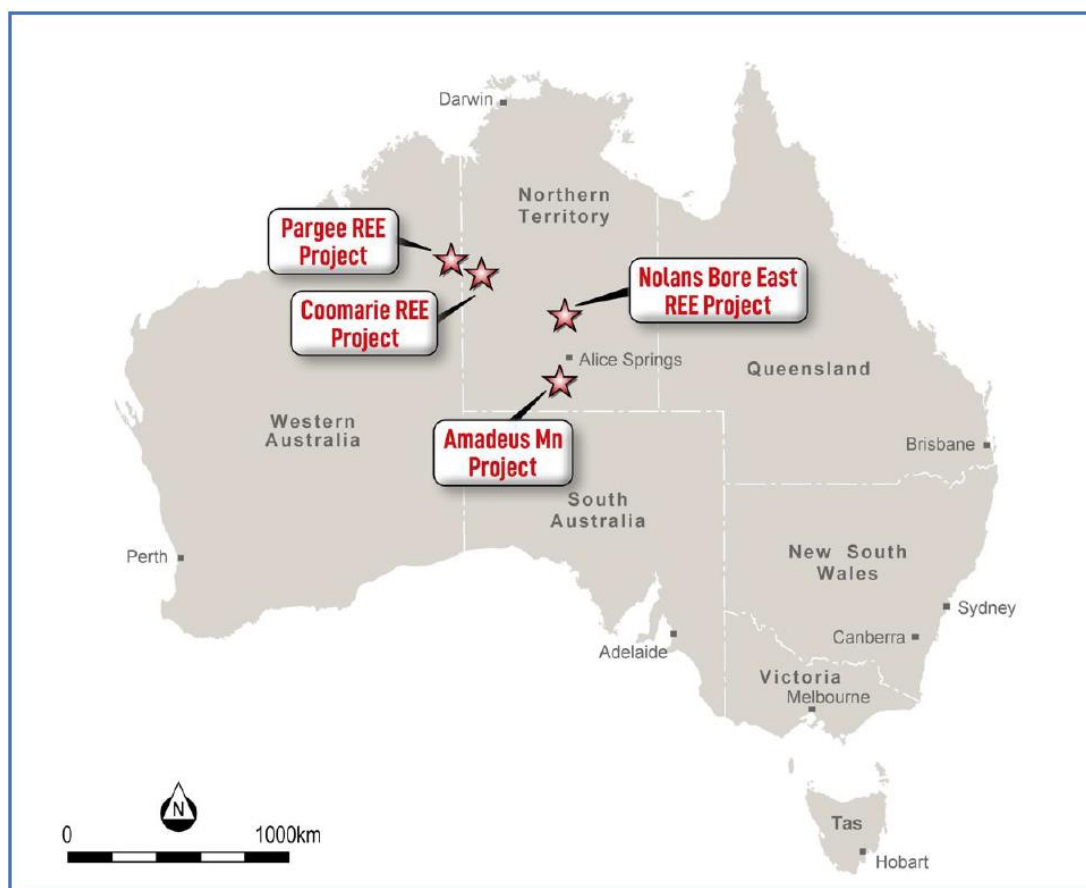 Darwin
Northern
Territory
Pargee REE
Project
Coomarie REE
Project
Nolans Bore East
REE Project
Alice Springs
Queensland
Western
Australia
Amadeus Mn
Project
Brisbane
South
Australia
New South
Wales
Perth
Sydney
Canberra
Adelaide
Victoria
Melbourne
N
0
1000km
Tas
Hobart